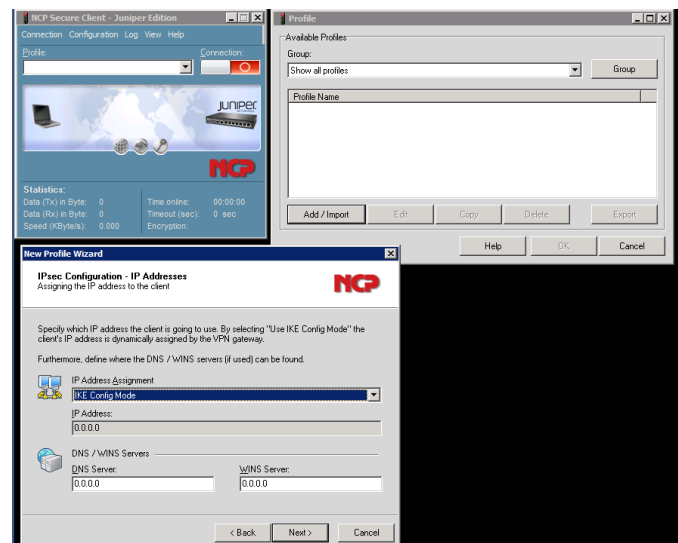 NCP Secure Client - Juniper Edition
Connection Configuration Log View Help
Profile:
Connection:
JUNIPEr
NCP
Statistics:
Data (Tx) in Byte: 0 Time online: 00:00:00
Data (Rx) in Byte: 0 Timeout (sec): 0 sec
Speed (KByte/s): 0.000 Encryption:
Profile
Available Profiles
Group:
Show all profiles
Group
Profile Name
Add / Import
Edit
Copy
Delete
Export
Help
OK
Cancel
New Profile Wizard
IPsec Configuration - IP Addresses
Assigning the IP address to the client
NCP
Specify which IP address the client is going to use. By selecting "Use IKE Config Mode" the
client's IP address is dynamically assigned by the VPN gateway.
Furthermore, define where the DNS / WINS servers (if used) can be found.
IP Address Assignment
IKE Config Mode
IP Address:
0.0.0.0
DNS / WINS Servers
DNS Server:
WINS Server:
0.0.0.0
0.0.0.0
< Back
Next >
Cancel